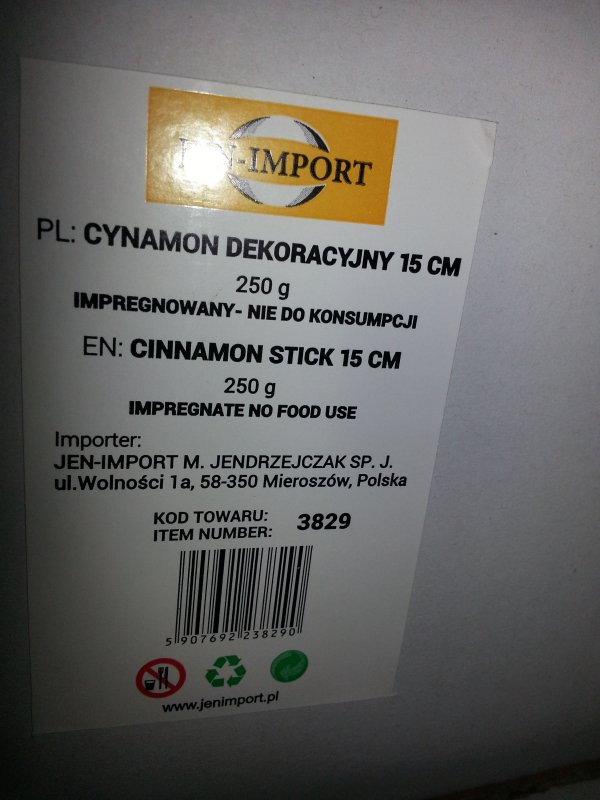 JEN-IMPORT
PL: CYNAMON DEKORACYJNY 15 CM
250 g
IMPREGNOWANY- NIE DO KONSUMPCJI
EN: CINNAMON STICK 15 CM
250 g
IMPREGNATE NO FOOD USE
Importer:
JEN-IMPORT M. JENDRZEJCZAK SP. J.
ul.Wolności 1a, 58-350 Mieroszów, Polska
KOD TOWARU: 3829
ITEM NUMBER:
5 907692 238290
www.jenimport.pl